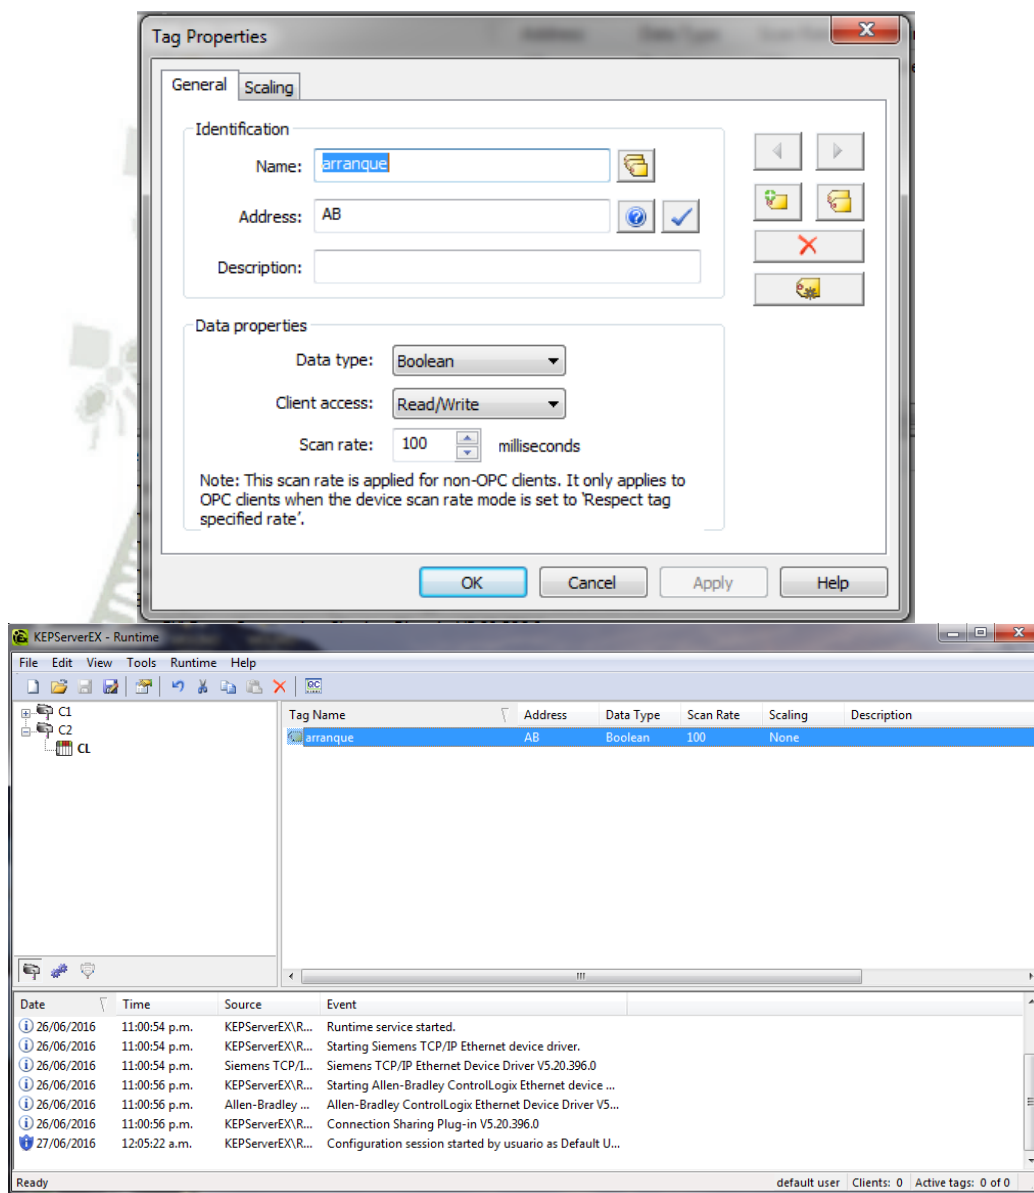 Tag Properties
General Scaling
Identification
Name: arranque
Address: AB
Description:
Data properties
Data type: Boolean
Client access: Read/Write
Scan rate: 100 milliseconds
Note: This scan rate is applied for non-OPC clients. It only applies to
OPC clients when the device scan rate mode is set to 'Respect tag
specified rate'.
OK Cancel Apply Help
KEPServerEX - Runtime
File Edit View Tools Runtime Help
C1
C2
CL
Tag Name Address Data Type Scan Rate Scaling Description
arranque AB Boolean 100 None
Date Time Source Event
26/06/2016 11:00:54 p.m. KEPServerEX\R... Runtime service started.
26/06/2016 11:00:54 p.m. KEPServerEX\R... Starting Siemens TCP/IP Ethernet device driver.
26/06/2016 11:00:54 p.m. Siemens TCP/I... Siemens TCP/IP Ethernet Device Driver V5.20.396.0
26/06/2016 11:00:56 p.m. KEPServerEX\R... Starting Allen-Bradley ControlLogix Ethernet device ...
26/06/2016 11:00:56 p.m. Allen-Bradley ... Allen-Bradley ControlLogix Ethernet Device Driver V5...
26/06/2016 11:00:56 p.m. KEPServerEX\R... Connection Sharing Plug-in V5.20.396.0
27/06/2016 12:05:22 a.m. KEPServerEX\R... Configuration session started by usuario as Default U...
Ready default user Clients: 0 Active tags: 0 of 0